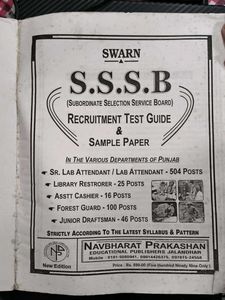 SWARN
S.S.S.B
(SUBORDINATE SELECTION SERVICE BOARD)
RECRUITMENT TEST GUIDE
&
SAMPLE PAPER
IN THE VARIOUS DEPARTMENTS OF PUNJAB
SR. LAB ATTENDANT / LAB ATTENDANT - 504 POSTS
LIBRARY RESTRORER - 25 POSTS
ASSTT CASHIER - 16 POSTS
FOREST GUARD - 100 POSTS
JUNIOR DRAFTSMAN - 46 POSTS
STRICTLY ACCORDING TO THE LATEST SYLLABUS & PATTERN
New Edition
NAVBHARAT PRAKASHAN
EDUCATIONAL PUBLISHERS JALANDHAR